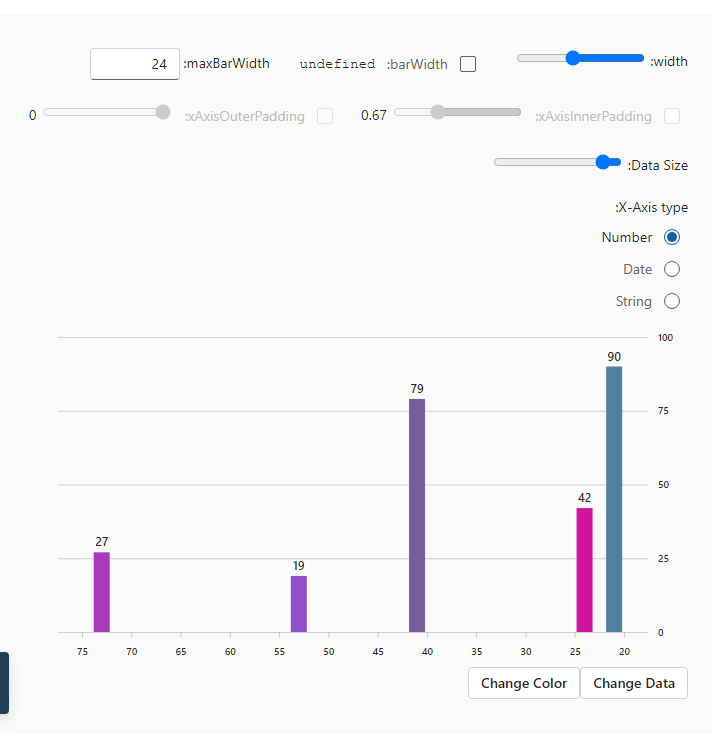 :width
:barWidth undefined
:maxBarWidth 24
:xAxisInnerPadding 0.67
:xAxisOuterPadding 0
:Data Size
:X-Axis type
Number
Date
String
100
75
50
25
0
90
42
79
19
27
75 70 65 60 55 50 45 40 35 30 25 20
Change Color
Change Data